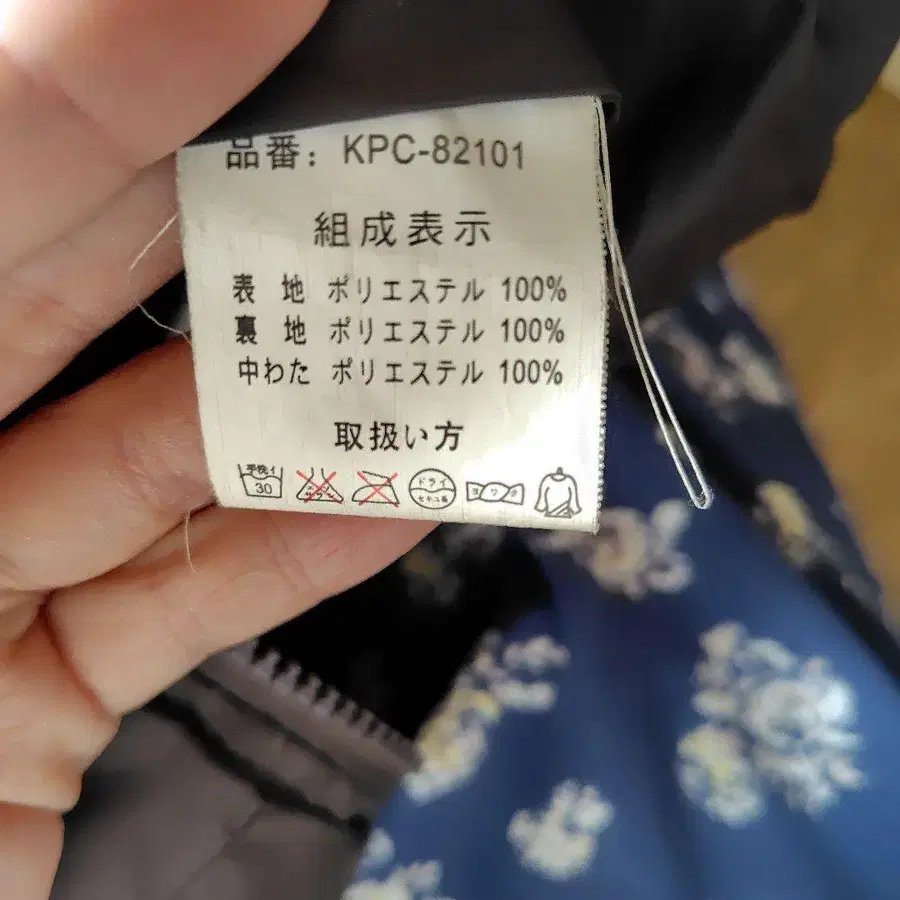 品番: KPC-82101
組成表示
表 地 ポリエステル 100%
裏 地 ポリエステル 100%
中わた ポリエステル 100%
取扱い方
手洗イ 30 ドライ セキユ系 ヨワク